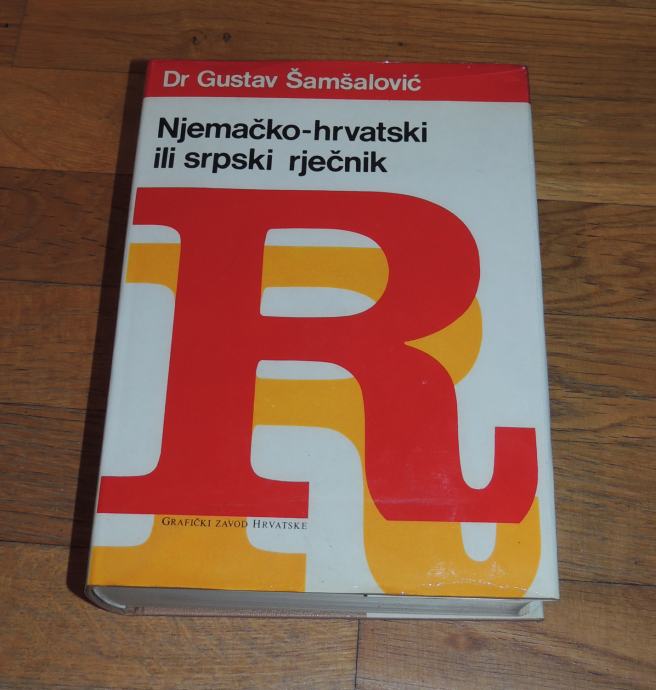 Dr Gustav Šamšalović
Njemačko-hrvatski
ili srpski rječnik
R
GRAFIČKI ZAVOD HRVATSKE